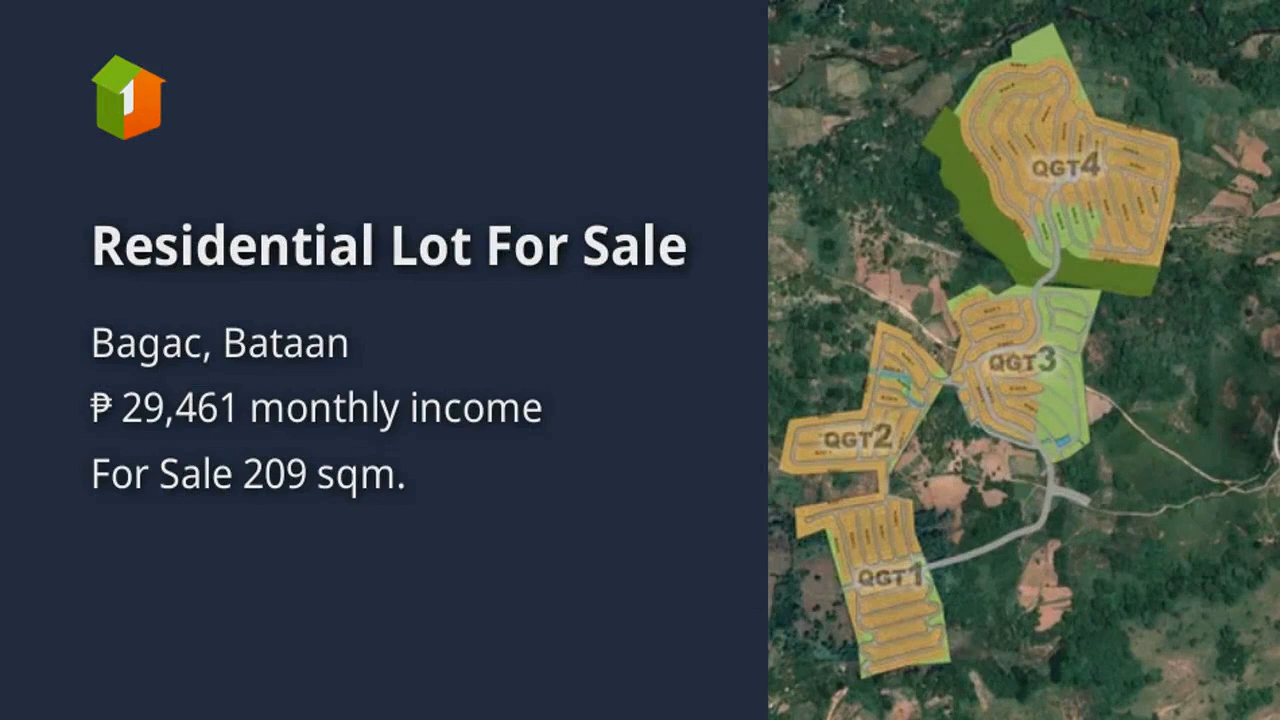 Residential Lot For Sale
Bagac, Bataan
₱ 29,461 monthly income
For Sale 209 sqm.
QGT4
QGT3
QGT2
QGT1